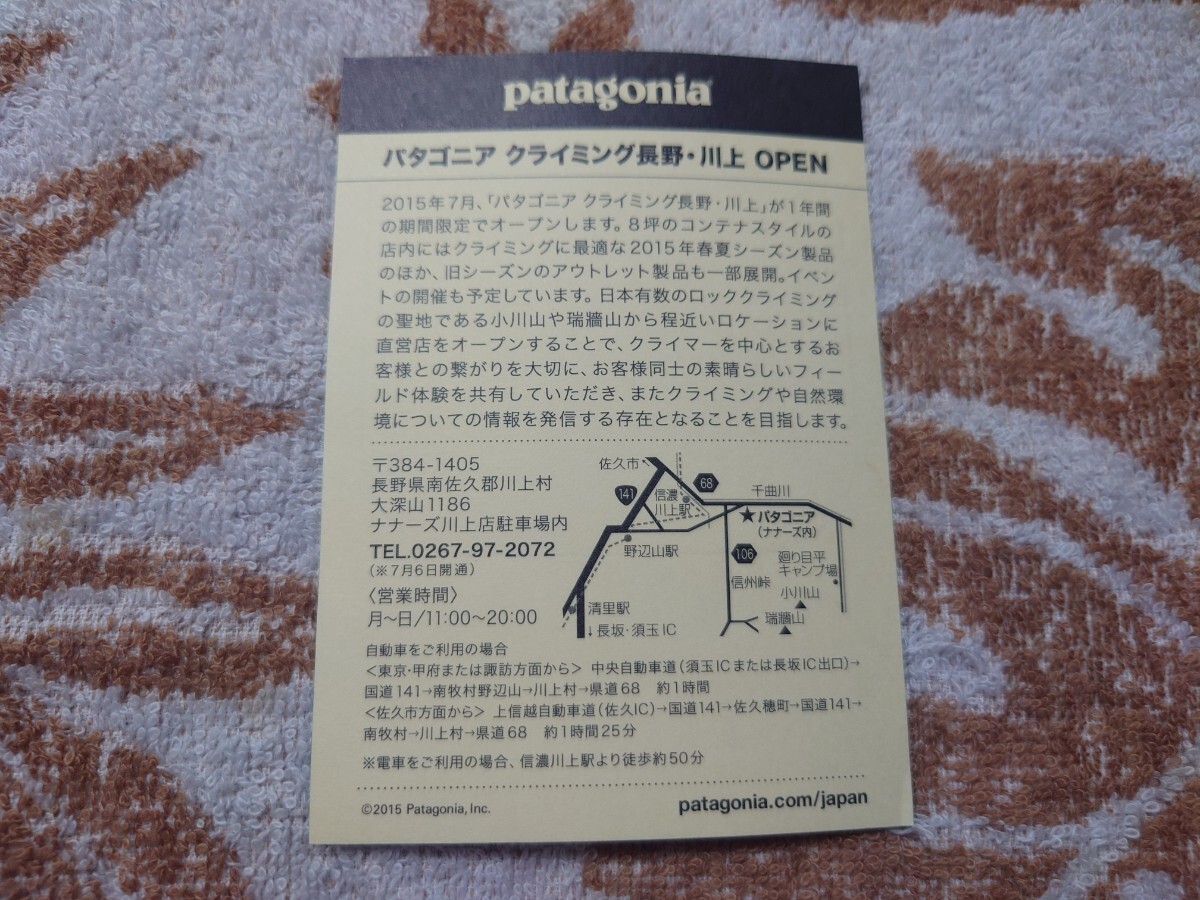 patagonia
パタゴニア クライミング長野・川上 OPEN
2015年7月、「パタゴニア クライミング長野・川上」が1年間
の期間限定でオープンします。8坪のコンテナスタイルの
店内にはクライミングに最適な2015年春夏シーズン製品
のほか、旧シーズンのアウトレット製品も一部展開。イベン
トの開催も予定しています。日本有数のロッククライミング
の聖地である小川山や瑞牆山から程近いロケーションに
直営店をオープンすることで、クライマーを中心とするお
客様との繋がりを大切に、お客様同士の素晴らしいフィー
ルド体験を共有していただき、またクライミングや自然環
境についての情報を発信する存在となることを目指します。
〒384-1405
長野県南佐久郡川上村
大深山1186
ナナーズ川上店駐車場内
TEL.0267-97-2072
(※7月6日開通)
〈営業時間〉
月〜日/11:00〜20:00
佐久市
141
信濃
川上駅
68
千曲川
★パタゴニア
(ナナーズ内)
野辺山駅
106
廻り目平
キャンプ場
信州峠
小川山
瑞牆山
清里駅
↓長坂・須玉IC
自動車をご利用の場合
<東京・甲府または諏訪方面から> 中央自動車道(須玉ICまたは長坂IC出口)→
国道141→南牧村野辺山→川上村→県道68 約1時間
<佐久市方面から> 上信越自動車道(佐久IC)→国道141→佐久穂町→国道141→
南牧村→川上村→県道68 約1時間25分
※電車をご利用の場合、信濃川上駅より徒歩約50分
©2015 Patagonia, Inc.
patagonia.com/japan